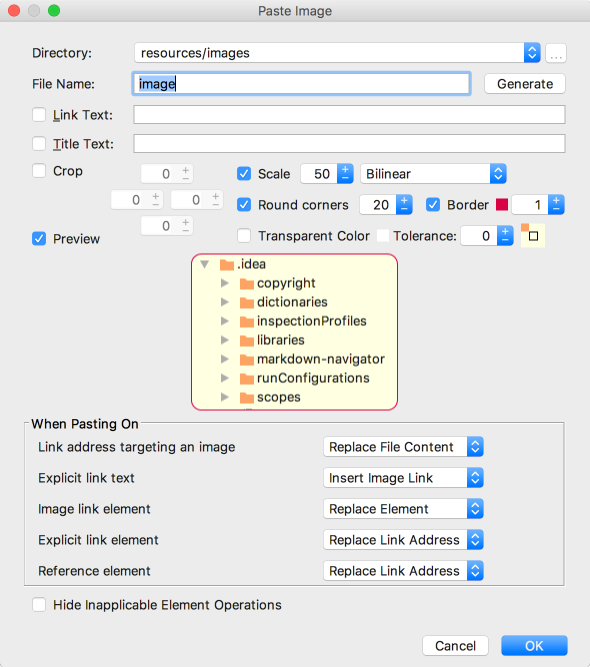 Paste Image
Directory: resources/images ...
File Name: image Generate
Link Text:
Title Text:
Crop 0 + − Scale 50 + − Bilinear
0 + − 0 + − Round corners 20 + − Border 1 + −
0 + −
Preview Transparent Color Tolerance: 0 + −
.idea
copyright
dictionaries
inspectionProfiles
libraries
markdown-navigator
runConfigurations
scopes
When Pasting On
Link address targeting an image Replace File Content
Explicit link text Insert Image Link
Image link element Replace Element
Explicit link element Replace Link Address
Reference element Replace Link Address
Hide Inapplicable Element Operations
Cancel OK